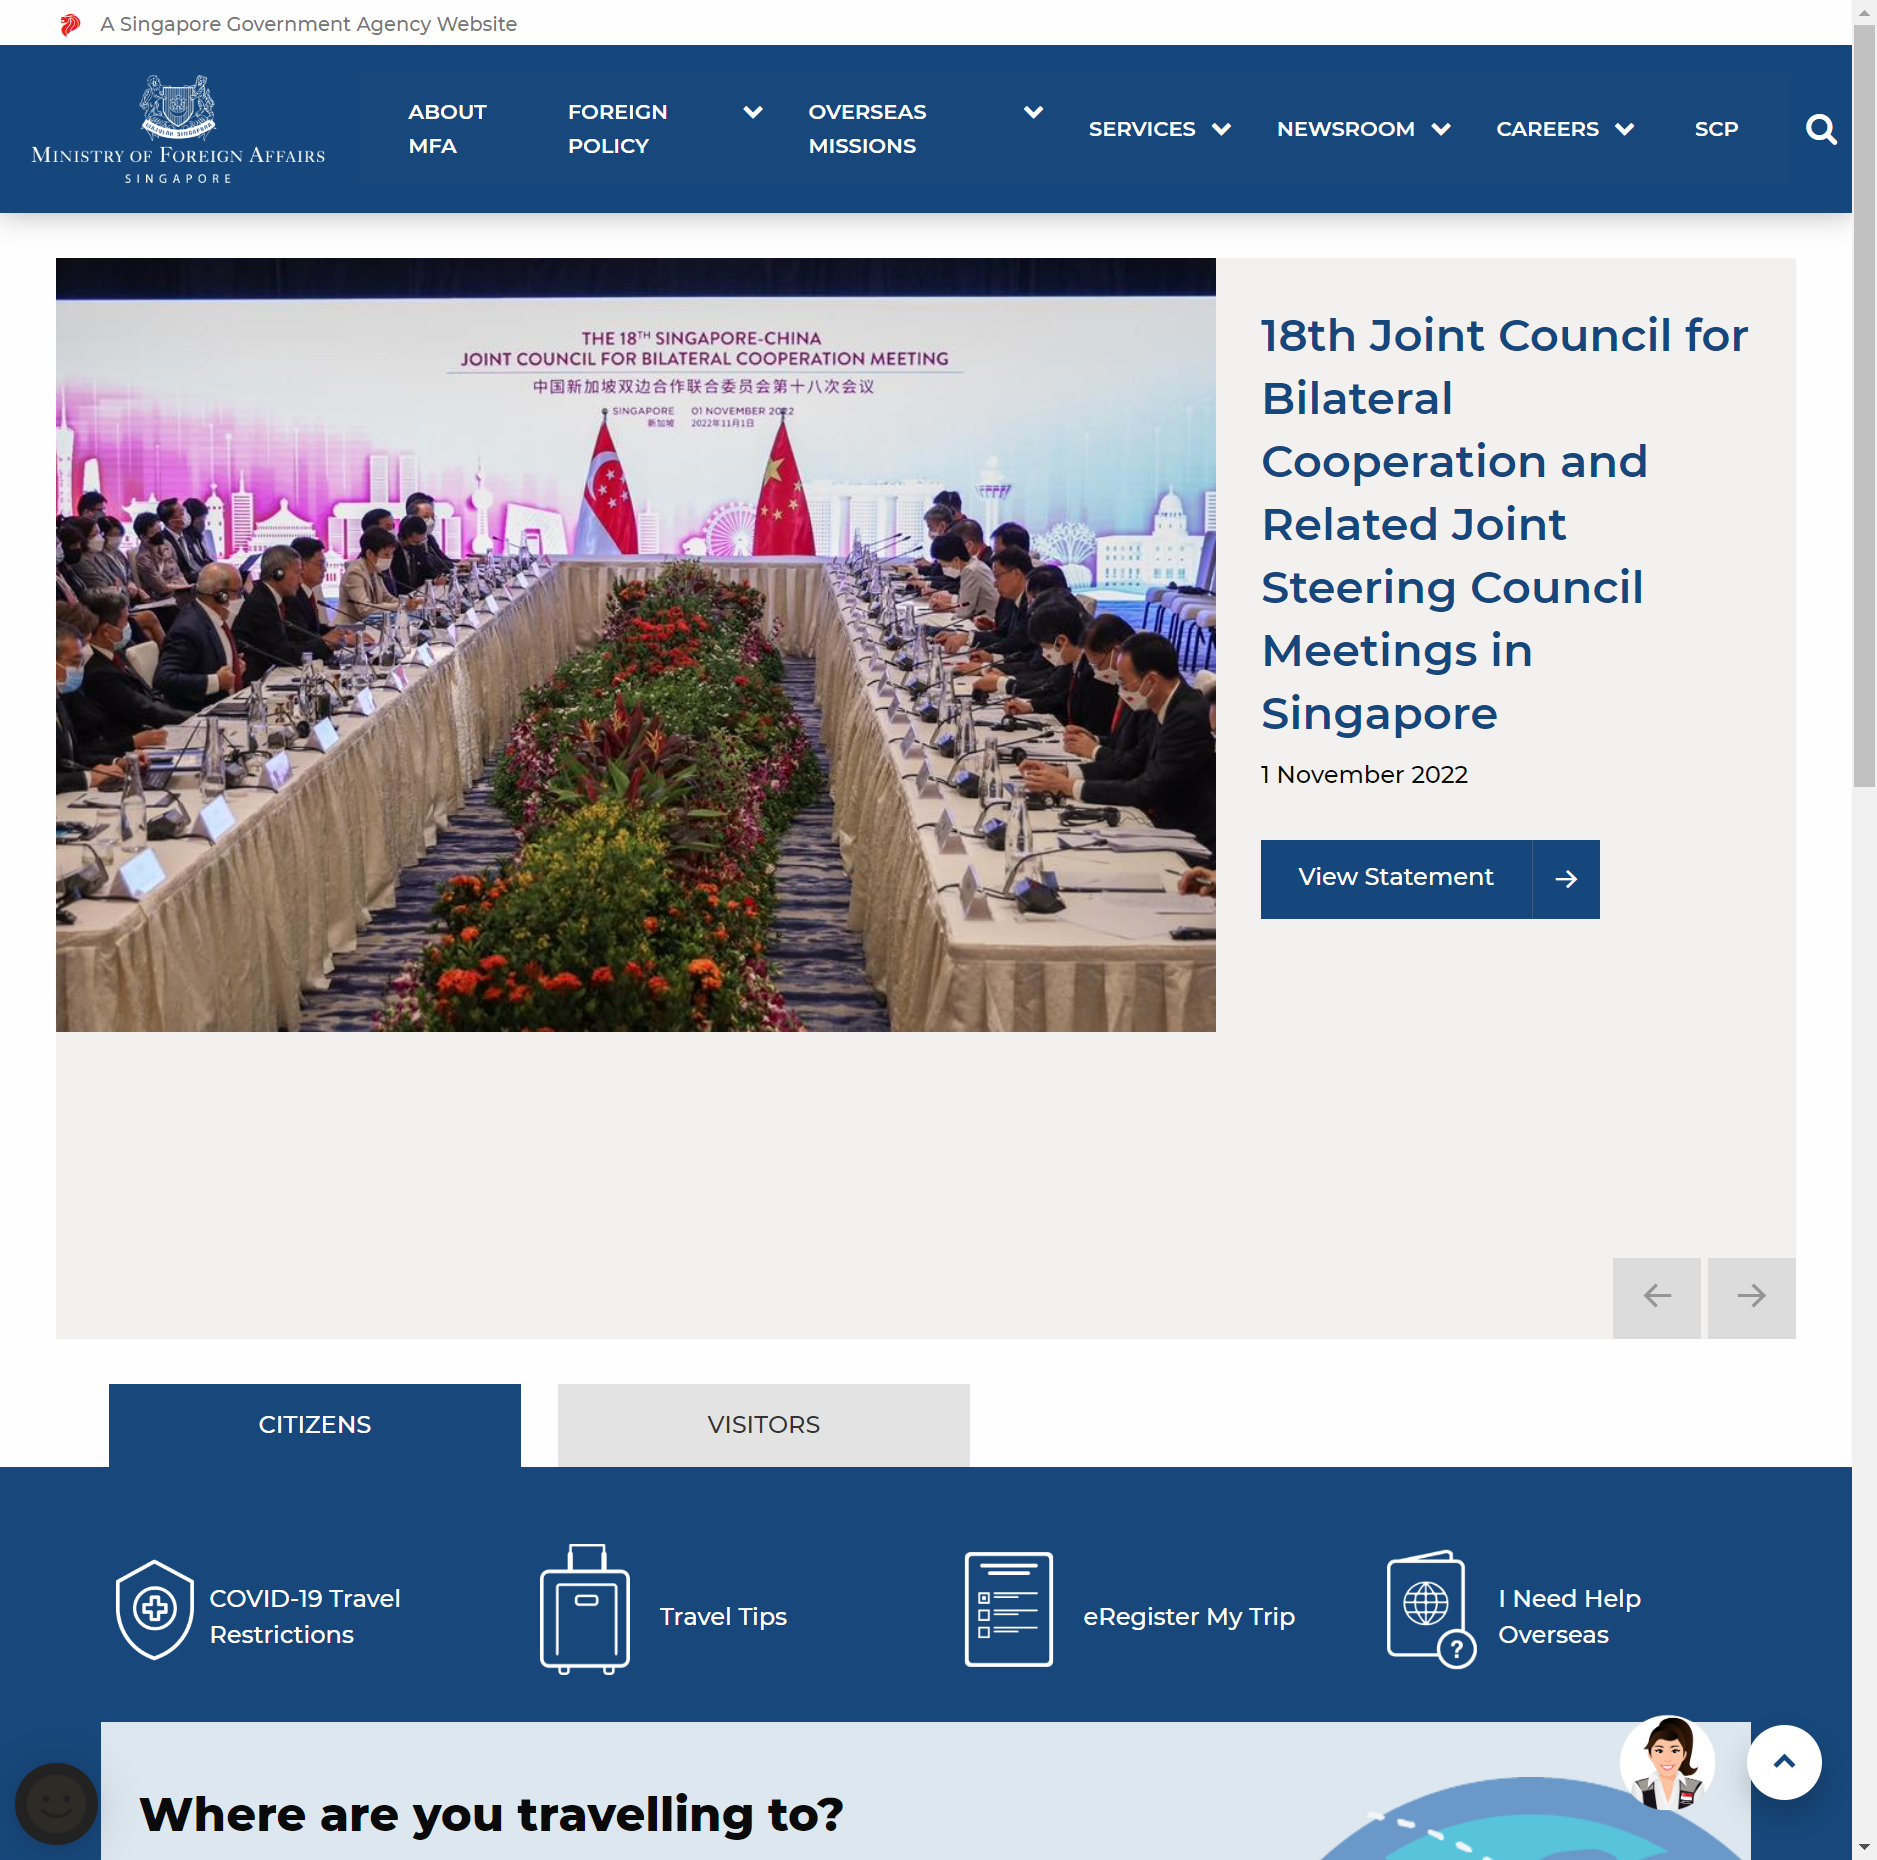 A Singapore Government Agency Website
MINISTRY OF FOREIGN AFFAIRS
SINGAPORE
ABOUT
MFA
FOREIGN
POLICY
OVERSEAS
MISSIONS
SERVICES
NEWSROOM
CAREERS
SCP
THE 18TH SINGAPORE-CHINA
JOINT COUNCIL FOR BILATERAL COOPERATION MEETING
中国新加坡双边合作联合委员会第十八次会议
SINGAPORE 01 NOVEMBER 2022
新加坡 2022年11月1日
18th Joint Council for
Bilateral
Cooperation and
Related Joint
Steering Council
Meetings in
Singapore
1 November 2022
View Statement
CITIZENS
VISITORS
COVID-19 Travel
Restrictions
Travel Tips
eRegister My Trip
?
I Need Help
Overseas
Where are you travelling to?